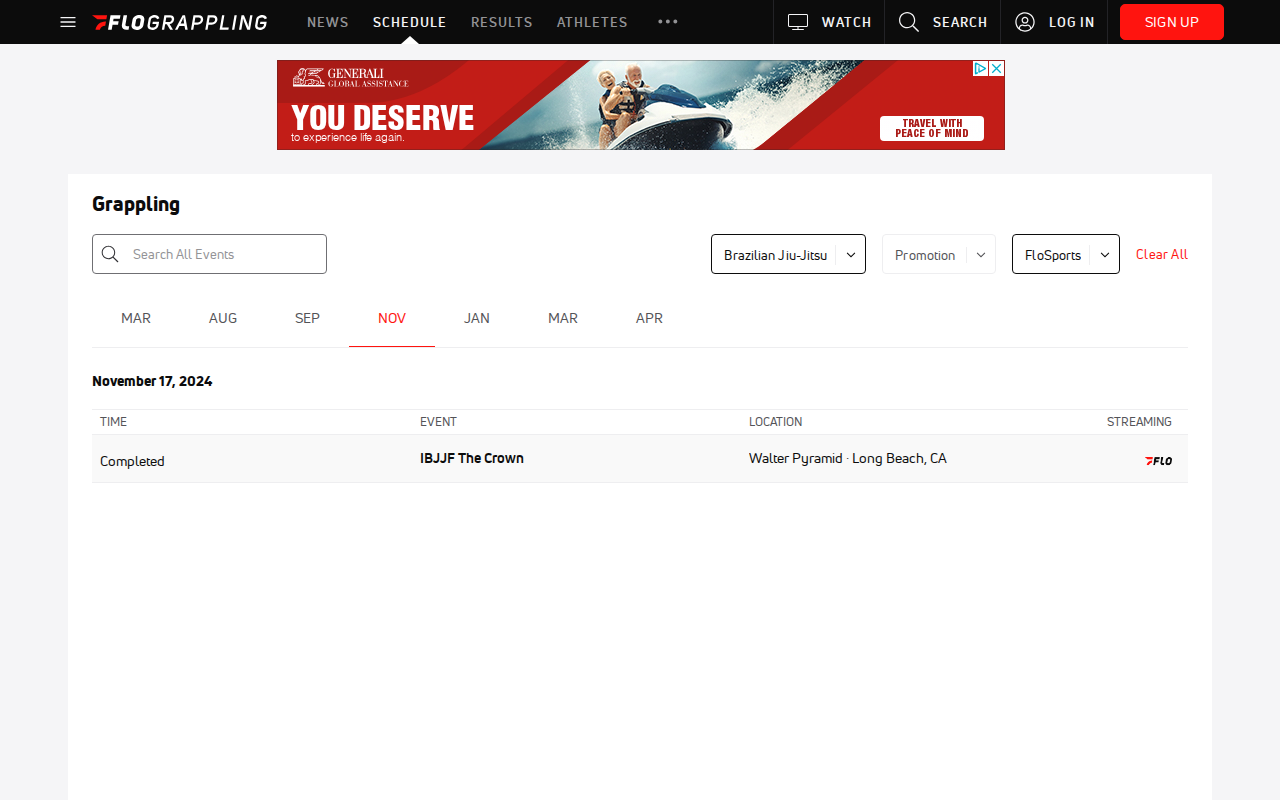 FLOGRAPPLING NEWS SCHEDULE RESULTS ATHLETES WATCH SEARCH LOG IN SIGN UP
GENERALI
GLOBAL ASSISTANCE
YOU DESERVE
to experience life again.
TRAVEL WITH
PEACE OF MIND
Grappling
Search All Events Brazilian Jiu-Jitsu Promotion FloSports Clear All
MAR AUG SEP NOV JAN MAR APR
November 17, 2024
TIME EVENT LOCATION STREAMING
Completed IBJJF The Crown Walter Pyramid · Long Beach, CA FLO